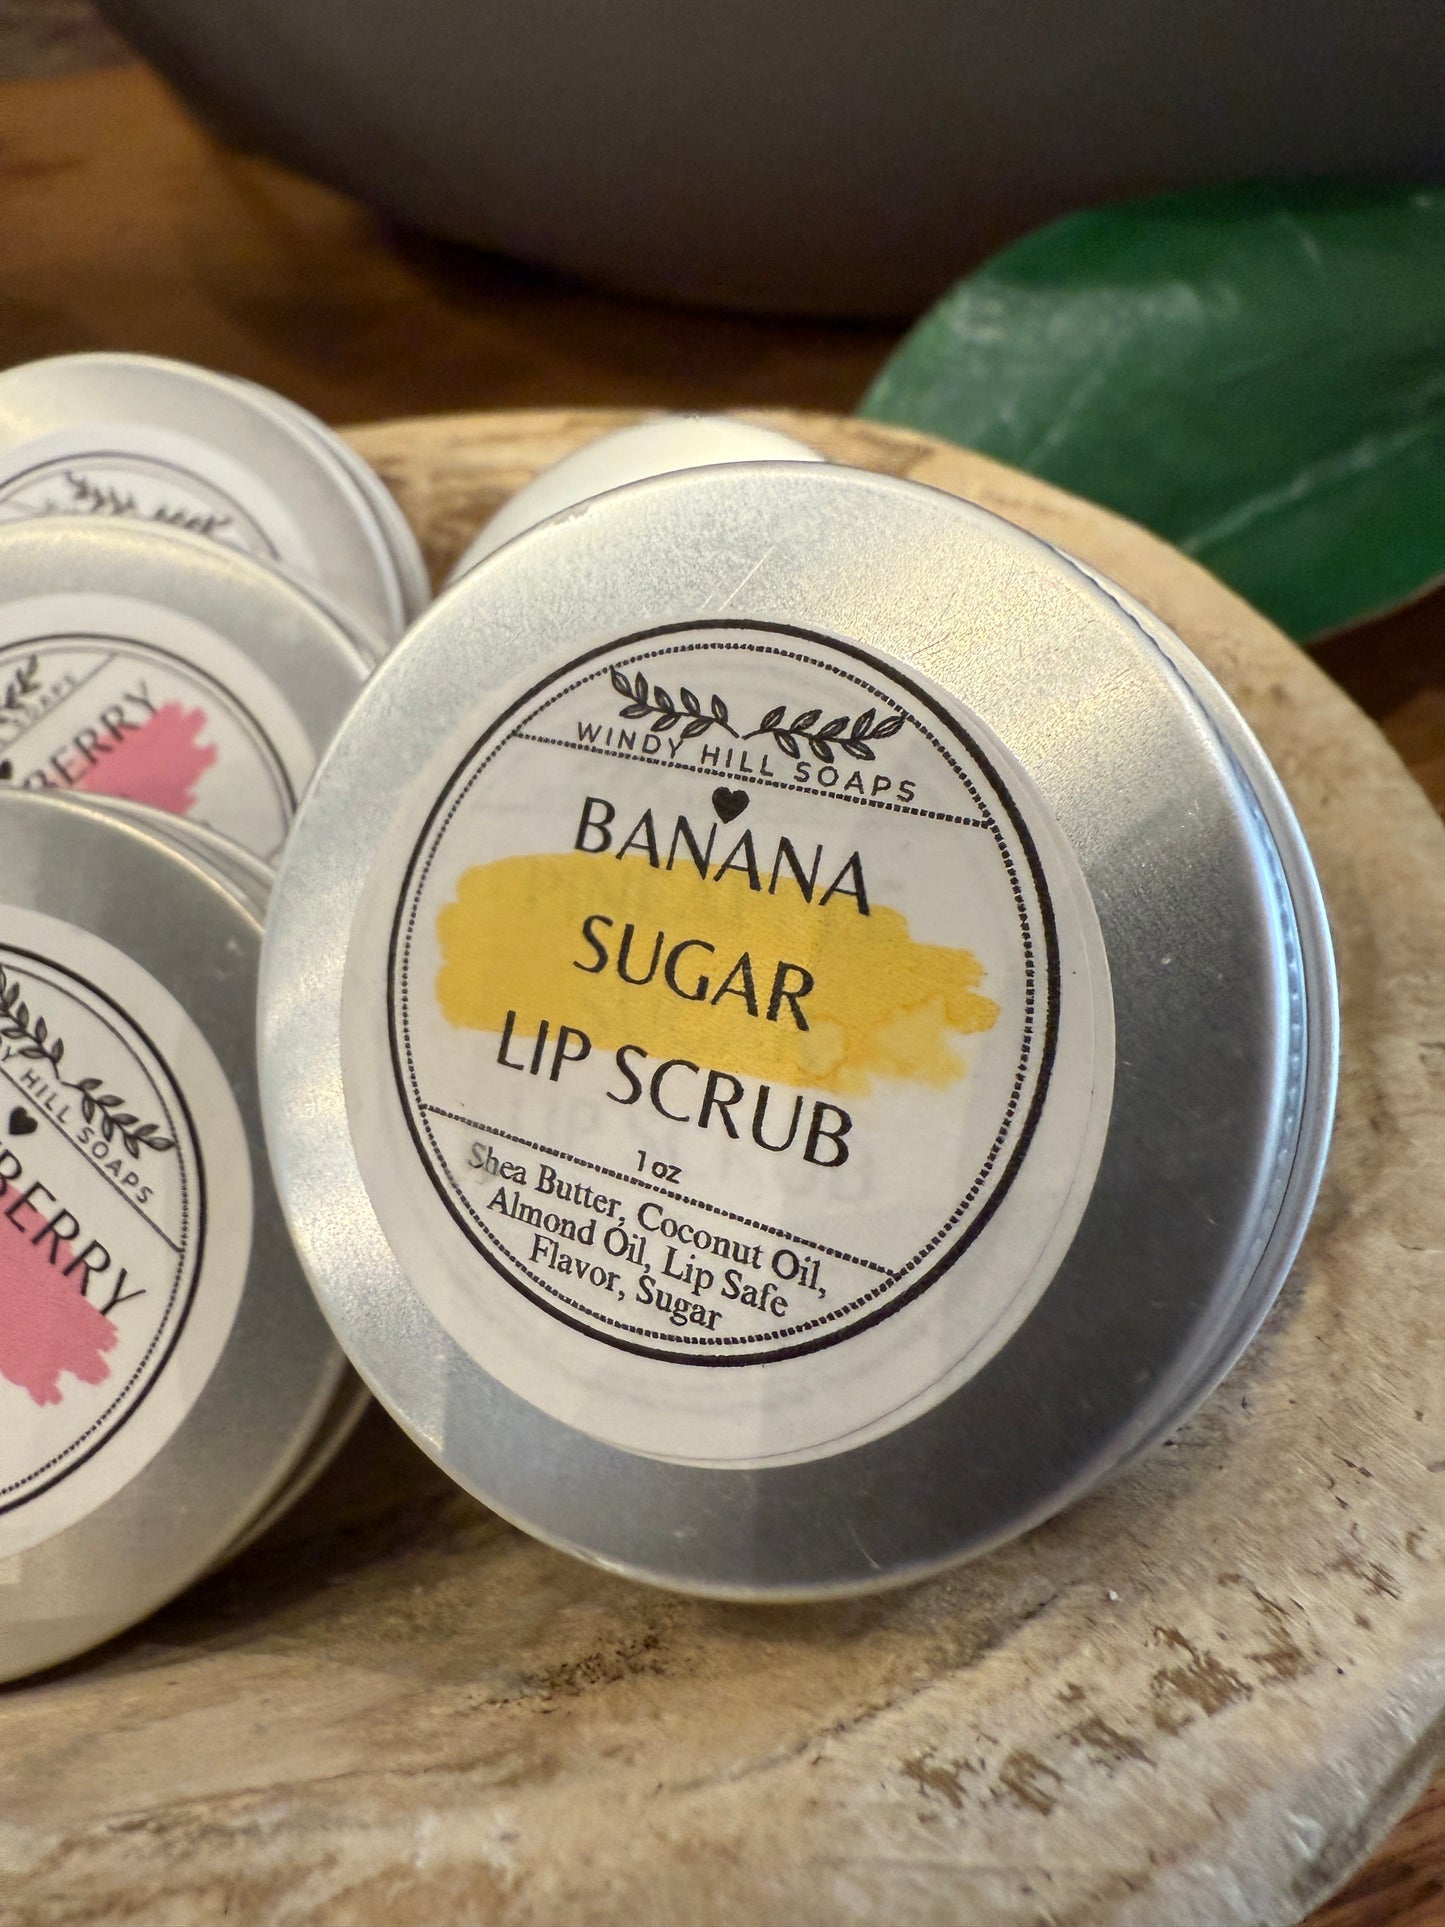 WINDY HILL SOAPS
BANANA
SUGAR
LIP SCRUB
1 oz
Shea Butter, Coconut Oil,
Almond Oil, Lip Safe
Flavor, Sugar
SOAPS
BERRY
HILL SOAPS
BERRY